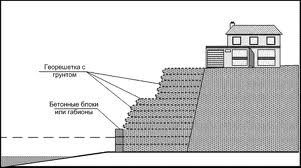 Георешетка с
грунтом
Бетонные блоки
или габионы